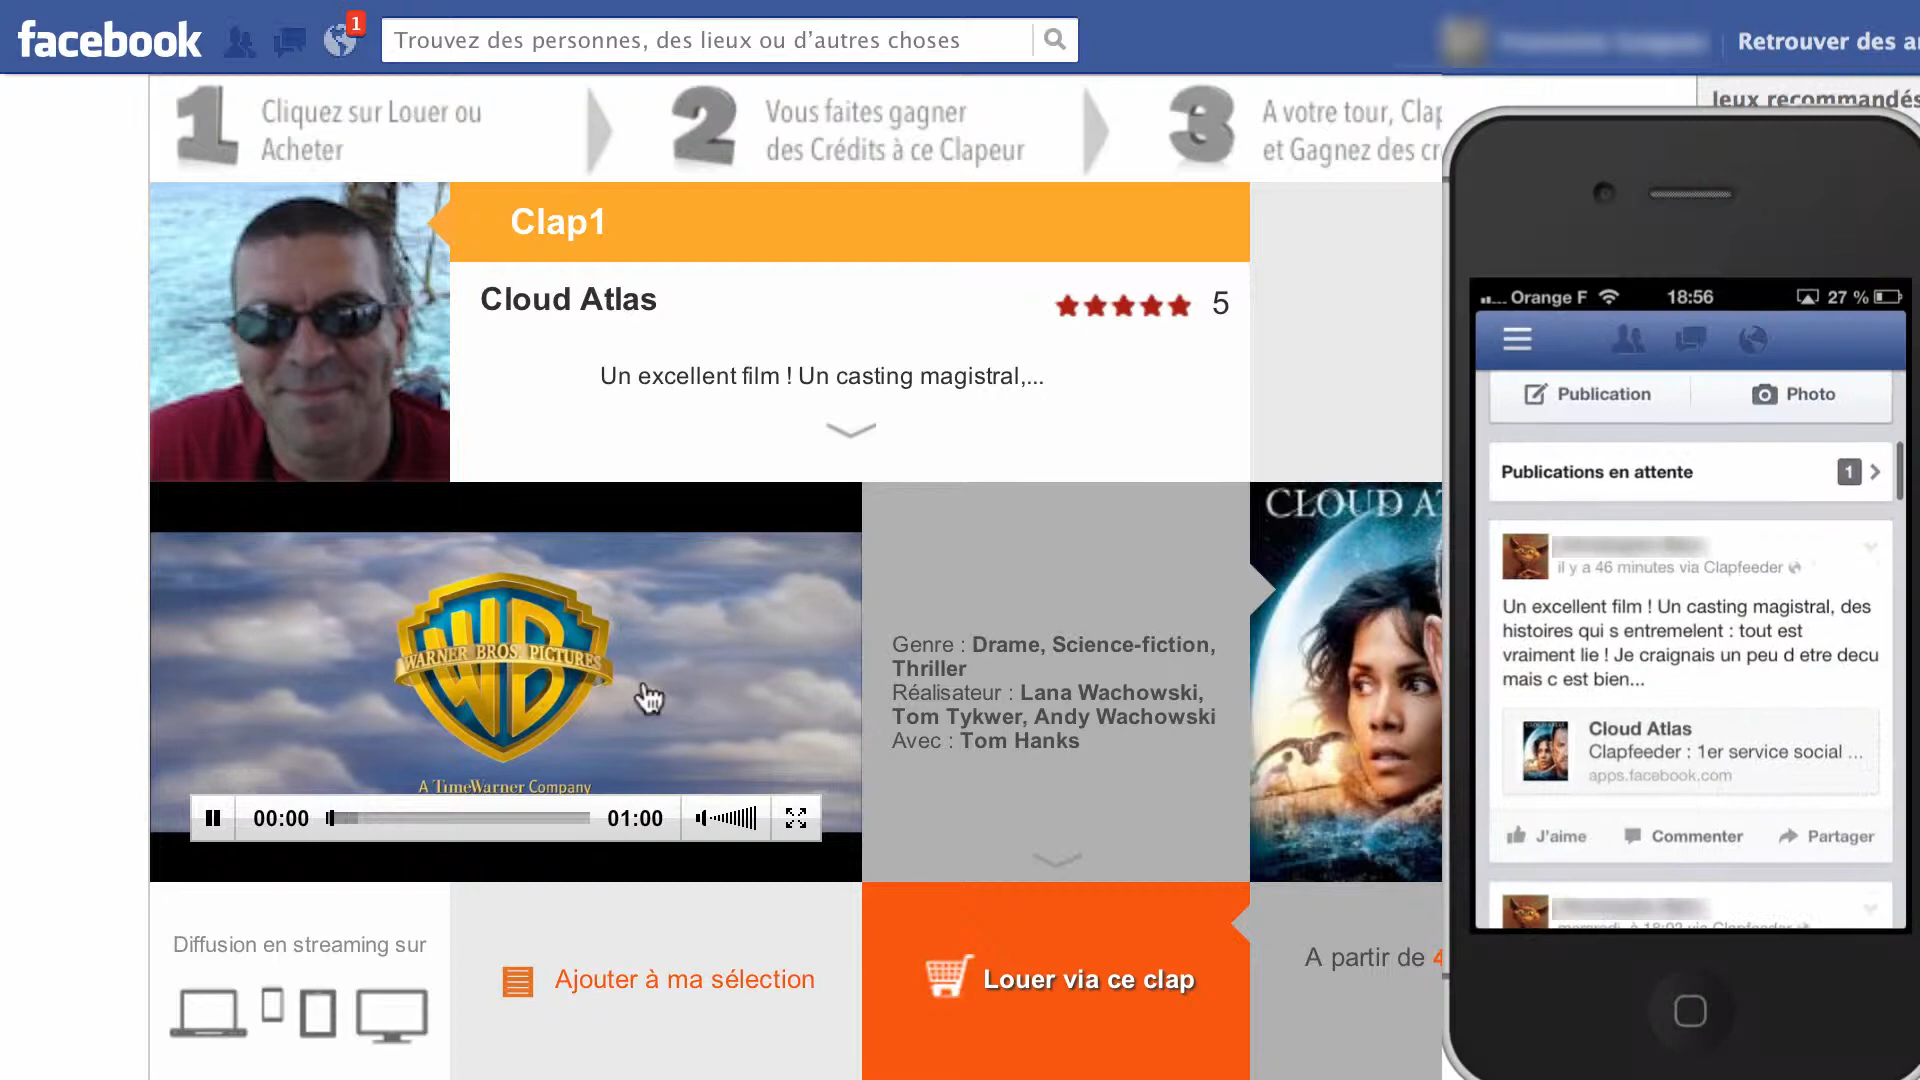 facebook
1
Trouvez des personnes, des lieux ou d'autres choses
Retrouver des
1
Cliquez sur Louer ou
Acheter
2
Vous faites gagner
des Crédits à ce Clapeur
3
A votre tour, Clap
et Gagnez des cr
Jeux recommandés
Clap1
Cloud Atlas
5
Un excellent film ! Un casting magistral,...
WB
WARNER BROS. PICTURES
A TimeWarner Company
00:00
01:00
Genre : Drame, Science-fiction,
Thriller
Réalisateur : Lana Wachowski,
Tom Tykwer, Andy Wachowski
Avec : Tom Hanks
CLOUD AT
Diffusion en streaming sur
Ajouter à ma sélection
Louer via ce clap
A partir de 4
Orange F
18:56
27 %
Publication
Photo
Publications en attente
1
il y a 46 minutes via Clapfeeder
Un excellent film ! Un casting magistral, des
histoires qui s entremelent : tout est
vraiment lie ! Je craignais un peu d etre decu
mais c est bien...
Cloud Atlas
Clapfeeder : 1er service social ...
apps.facebook.com
J'aime
Commenter
Partager